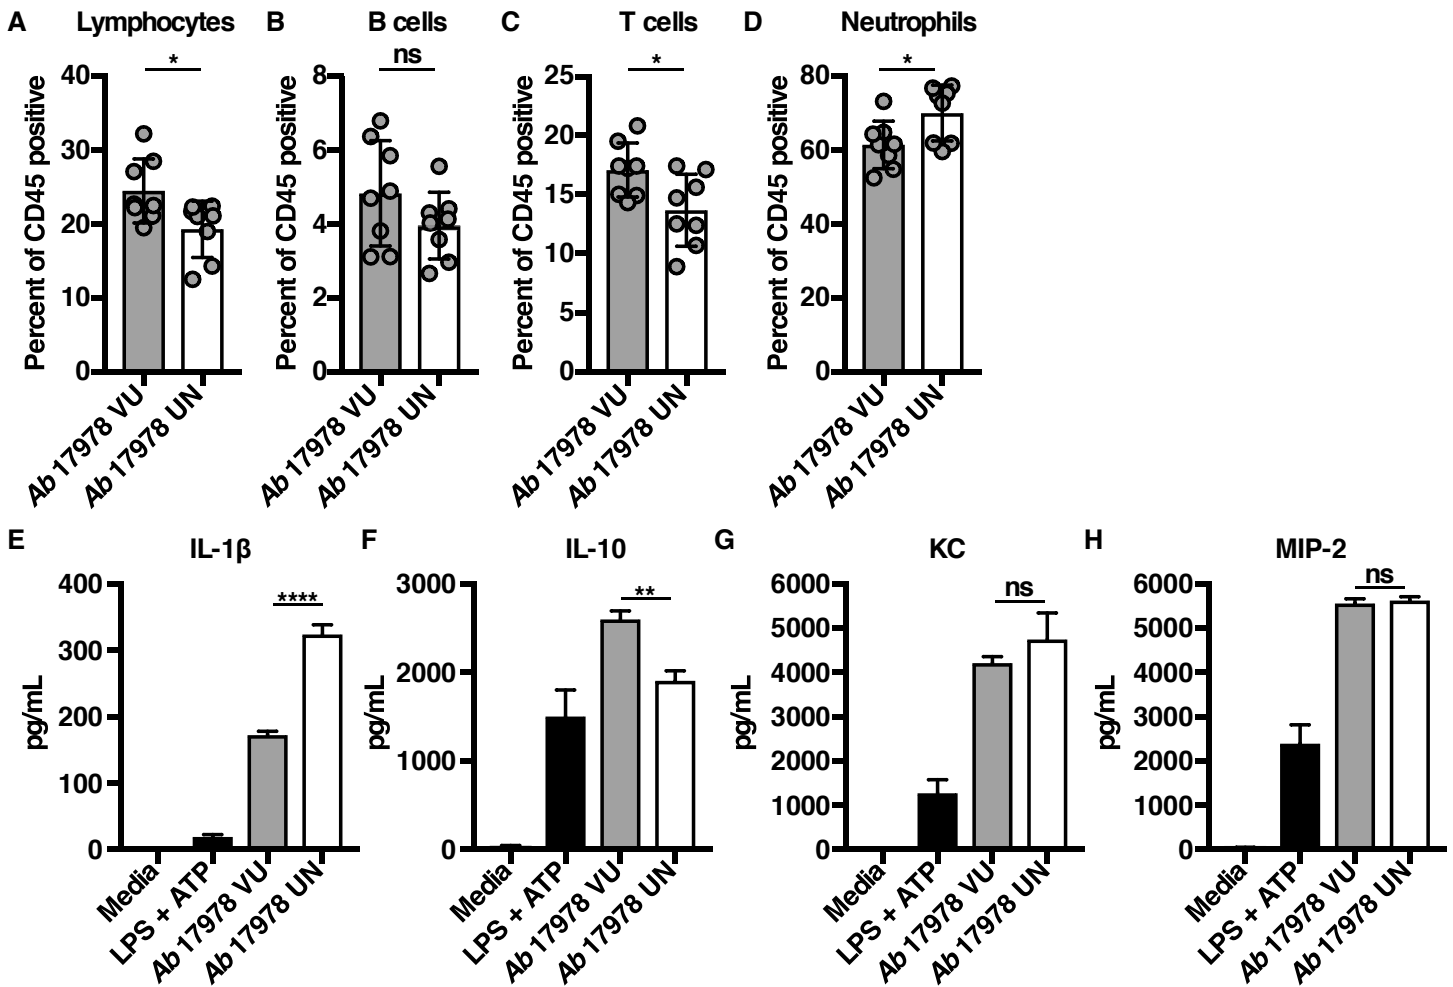 A Lymphocytes
*
Percent of CD45 positive
40
30
20
10
0
Ab 17978 VU
Ab 17978 UN
B B cells
ns
Percent of CD45 positive
8
6
4
2
0
Ab 17978 VU
Ab 17978 UN
C T cells
*
Percent of CD45 positive
25
20
15
10
5
0
Ab 17978 VU
Ab 17978 UN
D Neutrophils
*
Percent of CD45 positive
80
60
40
20
0
Ab 17978 VU
Ab 17978 UN
E IL-1β
****
pg/mL
400
300
200
100
0
Media
LPS + ATP
Ab 17978 VU
Ab 17978 UN
F IL-10
**
pg/mL
3000
2000
1000
0
Media
LPS + ATP
Ab 17978 VU
Ab 17978 UN
G KC
ns
pg/mL
6000
5000
4000
3000
2000
1000
0
Media
LPS + ATP
Ab 17978 VU
Ab 17978 UN
H MIP-2
ns
pg/mL
6000
5000
4000
3000
2000
1000
0
Media
LPS + ATP
Ab 17978 VU
Ab 17978 UN